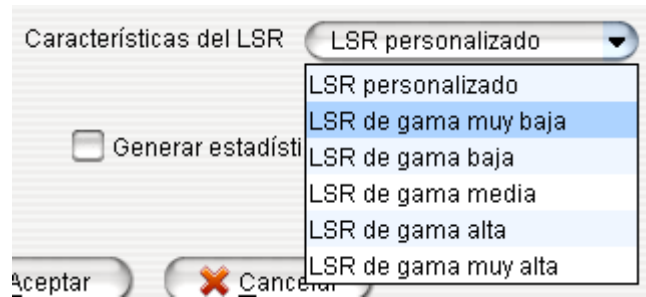 Características del LSR LSR personalizado
LSR personalizado
LSR de gama muy baja
Generar estadísti
LSR de gama baja
LSR de gama media
LSR de gama alta
LSR de gama muy alta
Aceptar Cancelar